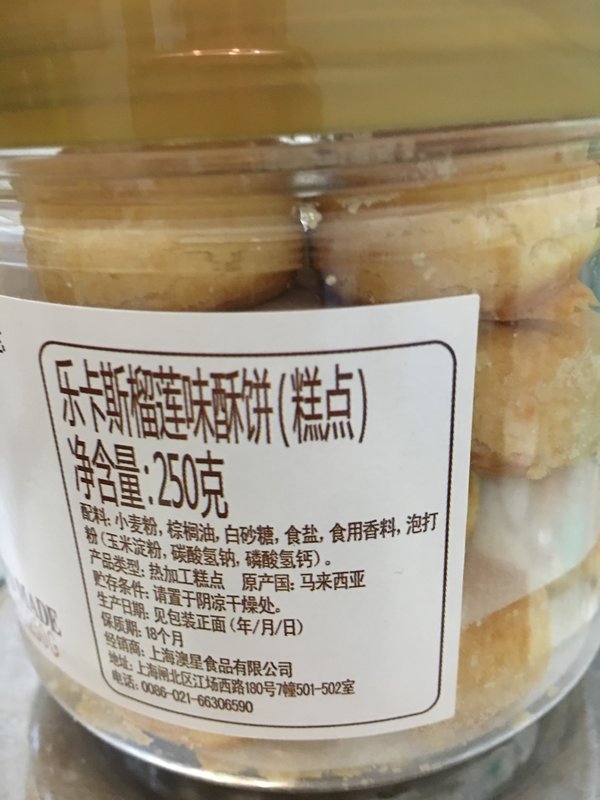 乐卡斯榴莲味酥饼(糕点)
净含量:250克
配料: 小麦粉, 棕榈油, 白砂糖, 食盐, 食用香料, 泡打
粉(玉米淀粉, 碳酸氢钠, 磷酸氢钙)。
产品类型: 热加工糕点 原产国: 马来西亚
贮存条件: 请置于阴凉干燥处。
生产日期: 见包装正面(年/月/日)
保质期: 18个月
经销商: 上海澳星食品有限公司
地址: 上海闸北区江场西路180号7幢501-502室
电话: 0086-021-66306590
MADE